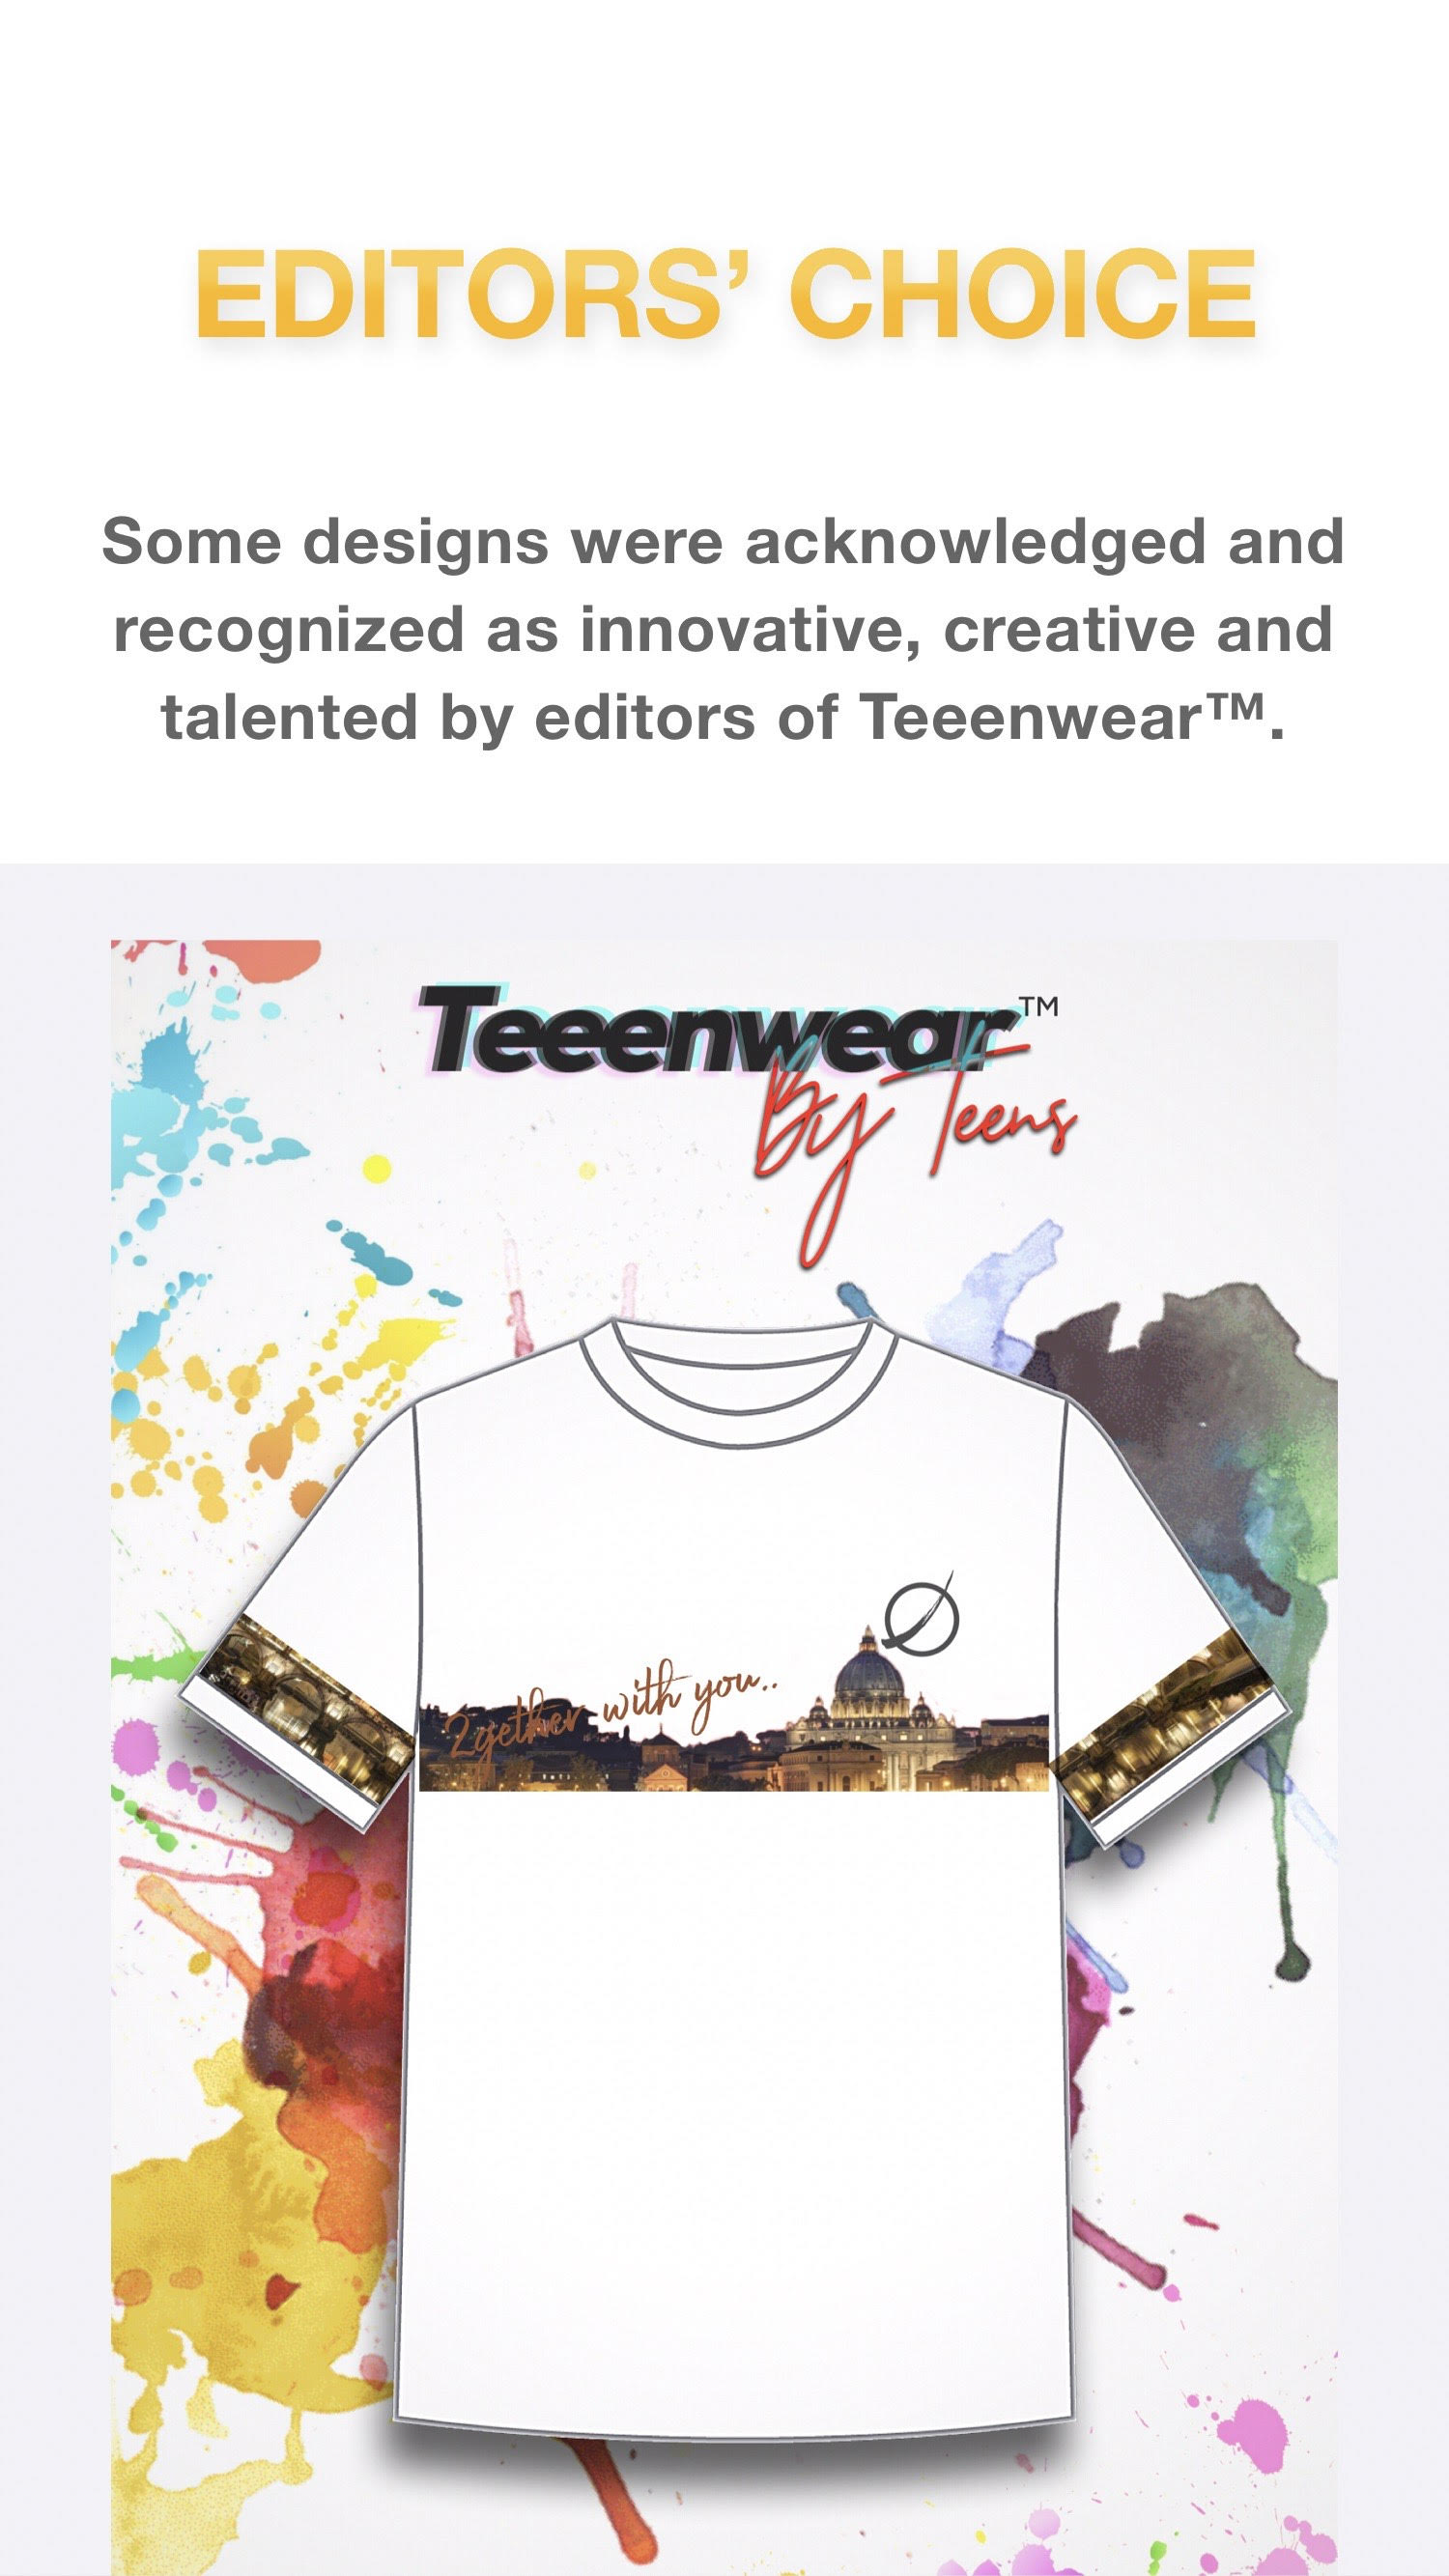 EDITORS’ CHOICE
Some designs were acknowledged and
recognized as innovative, creative and
talented by editors of Teeenwear™.
Teeenwear™
By Teens
2gether with you..